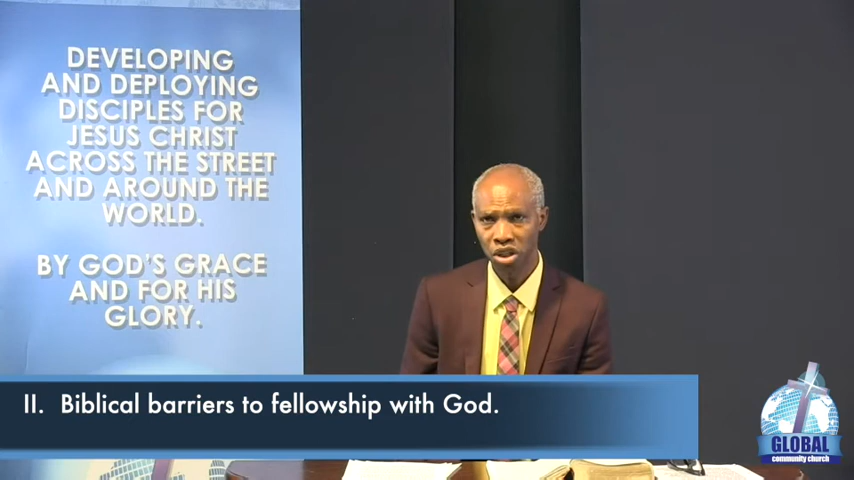 DEVELOPING
AND DEPLOYING
DISCIPLES FOR
JESUS CHRIST
ACROSS THE STREET
AND AROUND THE
WORLD.
BY GOD'S GRACE
AND FOR HIS
GLORY.
II. Biblical barriers to fellowship with God.
GLOBAL
community church